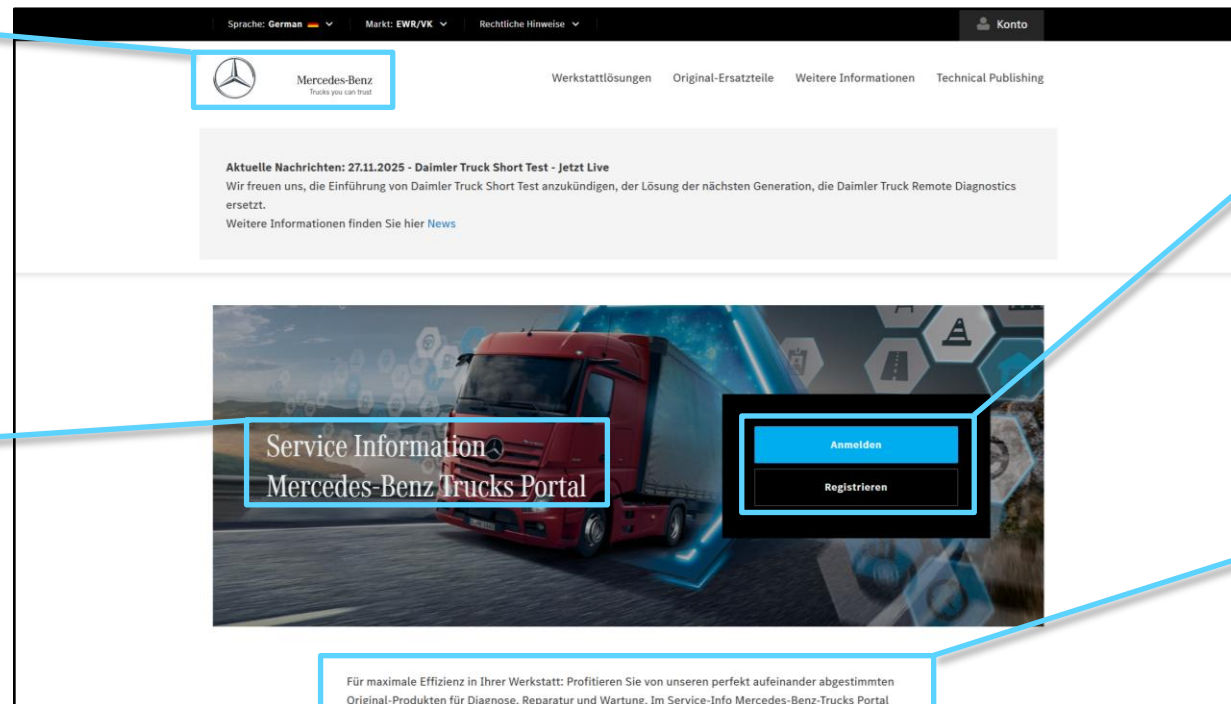 Sprache: German Markt: EWR/VK Rechtliche Hinweise Konto
Mercedes-Benz
Trucks you can trust
Werkstattlösungen Original-Ersatzteile Weitere Informationen Technical Publishing
Aktuelle Nachrichten: 27.11.2025 - Daimler Truck Short Test - Jetzt Live
Wir freuen uns, die Einführung von Daimler Truck Short Test anzukündigen, der Lösung der nächsten Generation, die Daimler Truck Remote Diagnostics
ersetzt.
Weitere Informationen finden Sie hier News
Service Information
Mercedes-Benz Trucks Portal
Anmelden
Registrieren
Für maximale Effizienz in Ihrer Werkstatt: Profitieren Sie von unseren perfekt aufeinander abgestimmten
Original-Produkten für Diagnose, Reparatur und Wartung. Im Service-Info Mercedes-Benz-Trucks Portal